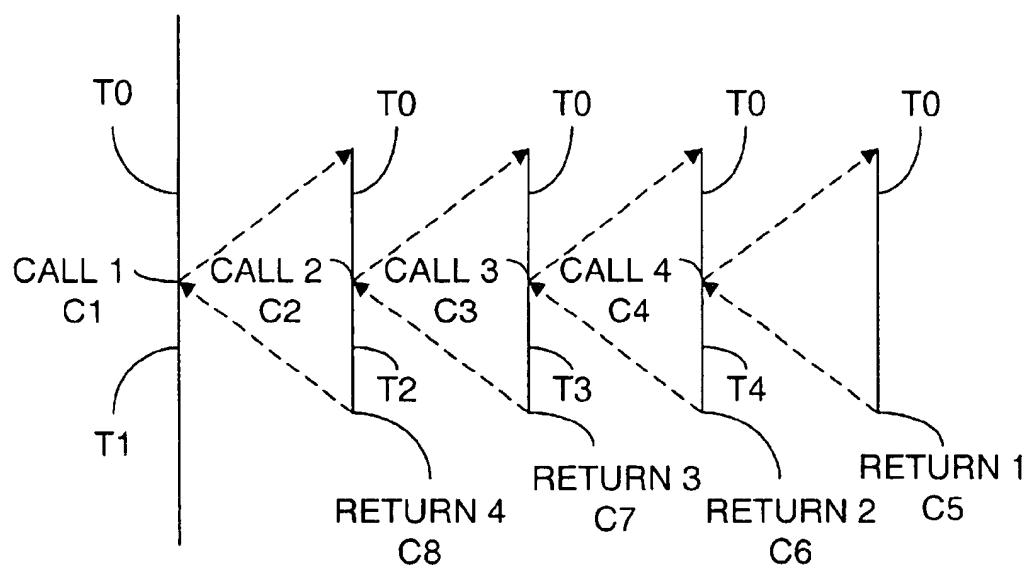 T0
T0
T0
T0
T0
CALL 1
C1
CALL 2
C2
CALL 3
C3
CALL 4
C4
T1
T2
T3
T4
RETURN 4
C8
RETURN 3
C7
RETURN 2
C6
RETURN 1
C5